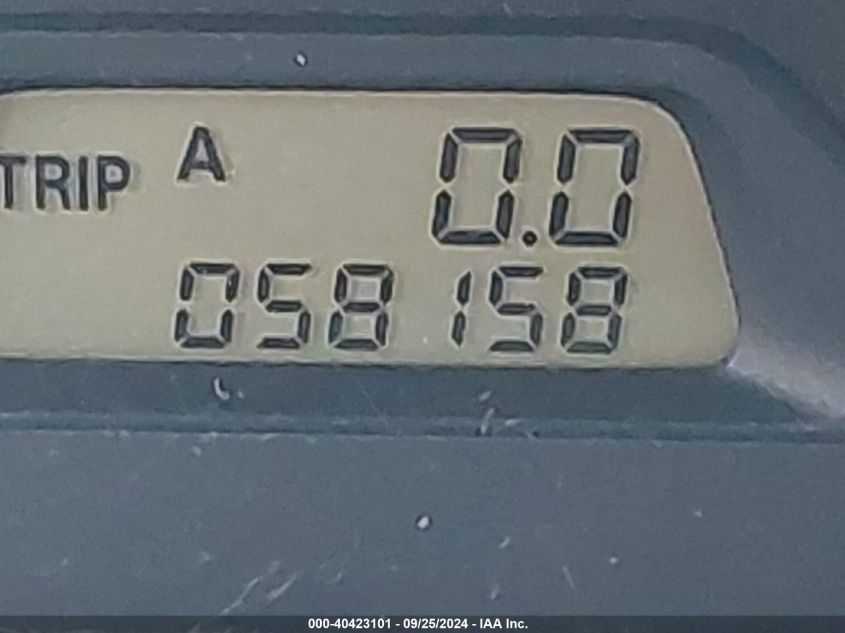 TRIP A 0.0
058158
000-40423101 - 09/25/2024 - IAA Inc.